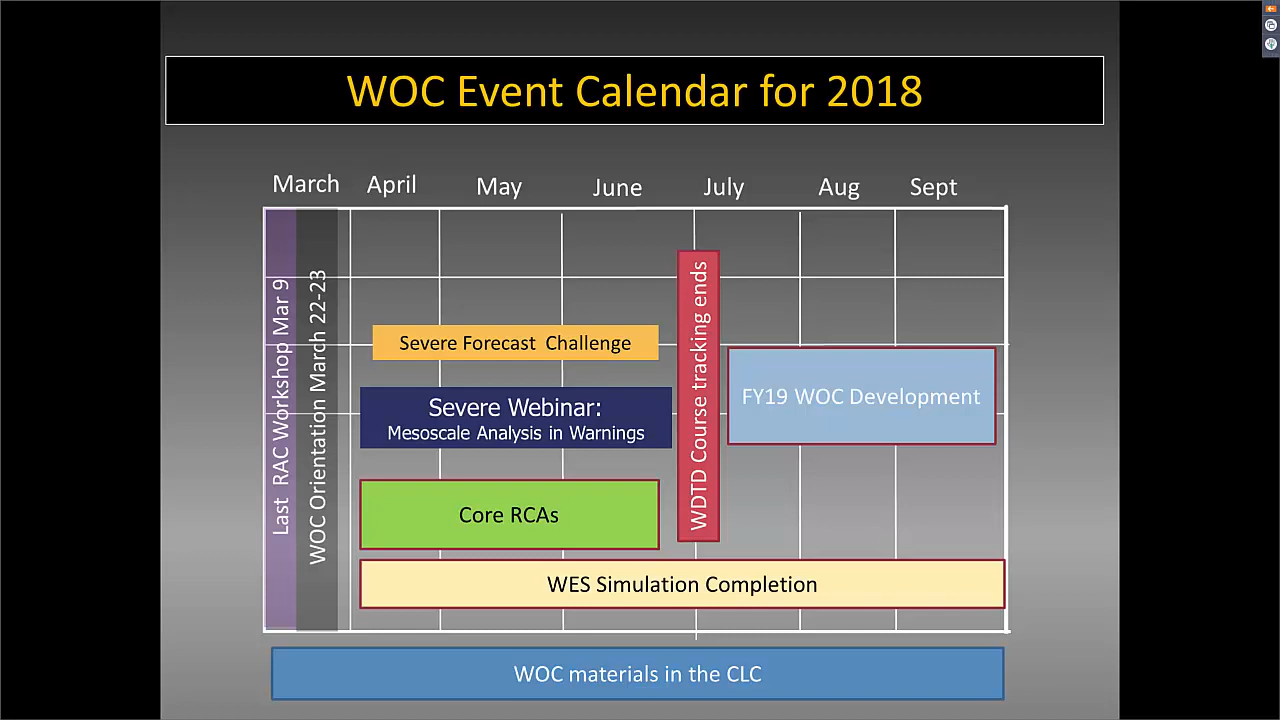 WOC Event Calendar for 2018
March April May June July Aug Sept
Last RAC Workshop Mar 9
WOC Orientation March 22-23
Severe Forecast Challenge
Severe Webinar:
Mesoscale Analysis in Warnings
Core RCAs
WDTD Course tracking ends
FY19 WOC Development
WES Simulation Completion
WOC materials in the CLC